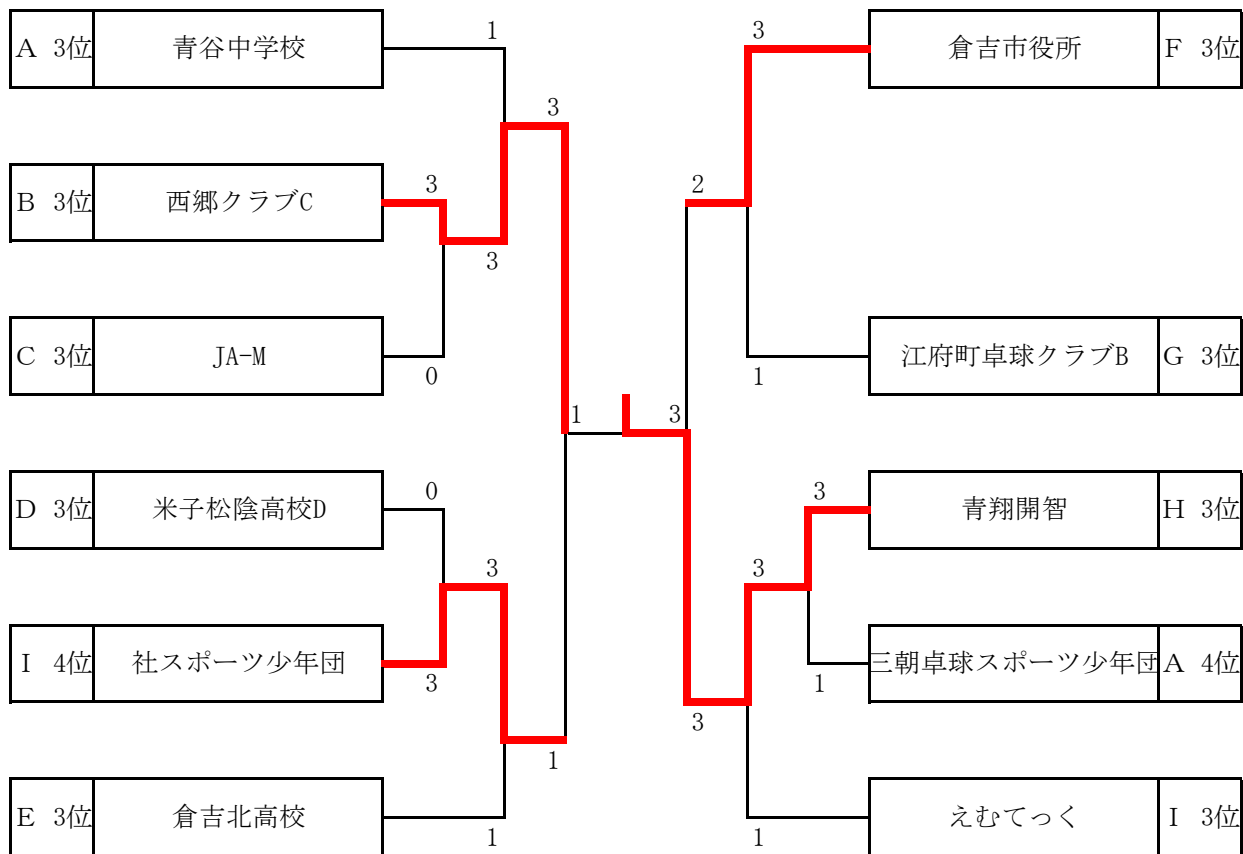 A 3位 青谷中学校
1
3
B 3位 西郷クラブC
3
3
C 3位 JA-M
0
1
D 3位 米子松陰高校D
0
3
I 4位 社スポーツ少年団
3
1
E 3位 倉吉北高校
1
3
倉吉市役所 F 3位
2
江府町卓球クラブB G 3位
1
3
3
青翔開智 H 3位
3
三朝卓球スポーツ少年団 A 4位
1
3
えむてっく I 3位
1